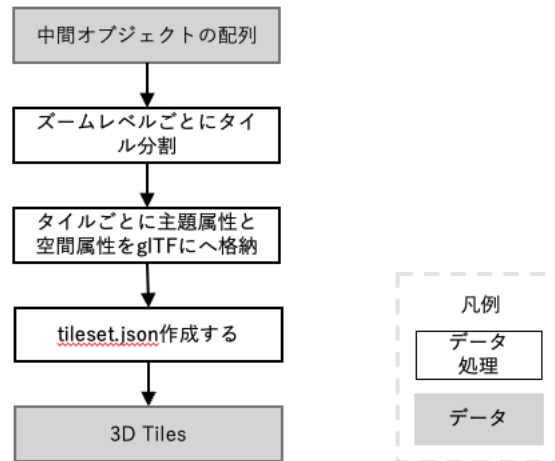 中間オブジェクトの配列
ズームレベルごとにタイ
ル分割
タイルごとに主題属性と
空間属性をglTFにへ格納
tileset.json作成する
3D Tiles
凡例
データ
処理
データ